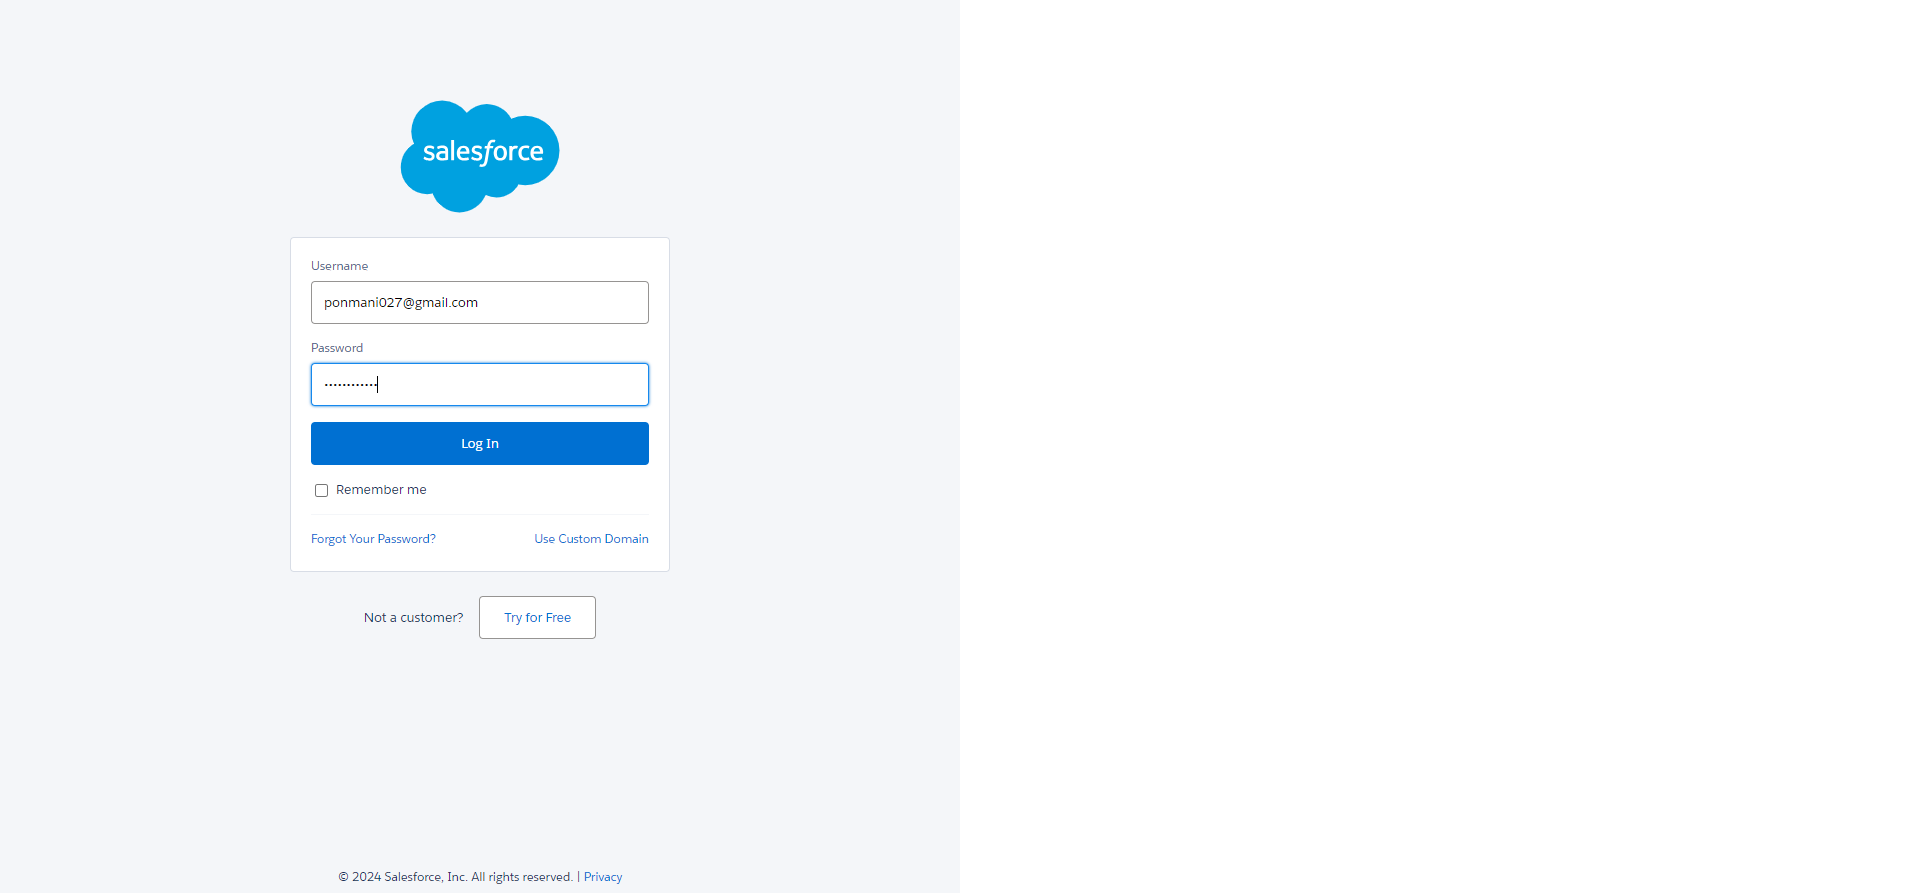 salesforce
Username
ponmani027@gmail.com
Password
············
Log In
Remember me
Forgot Your Password? Use Custom Domain
Not a customer? Try for Free
© 2024 Salesforce, Inc. All rights reserved. | Privacy